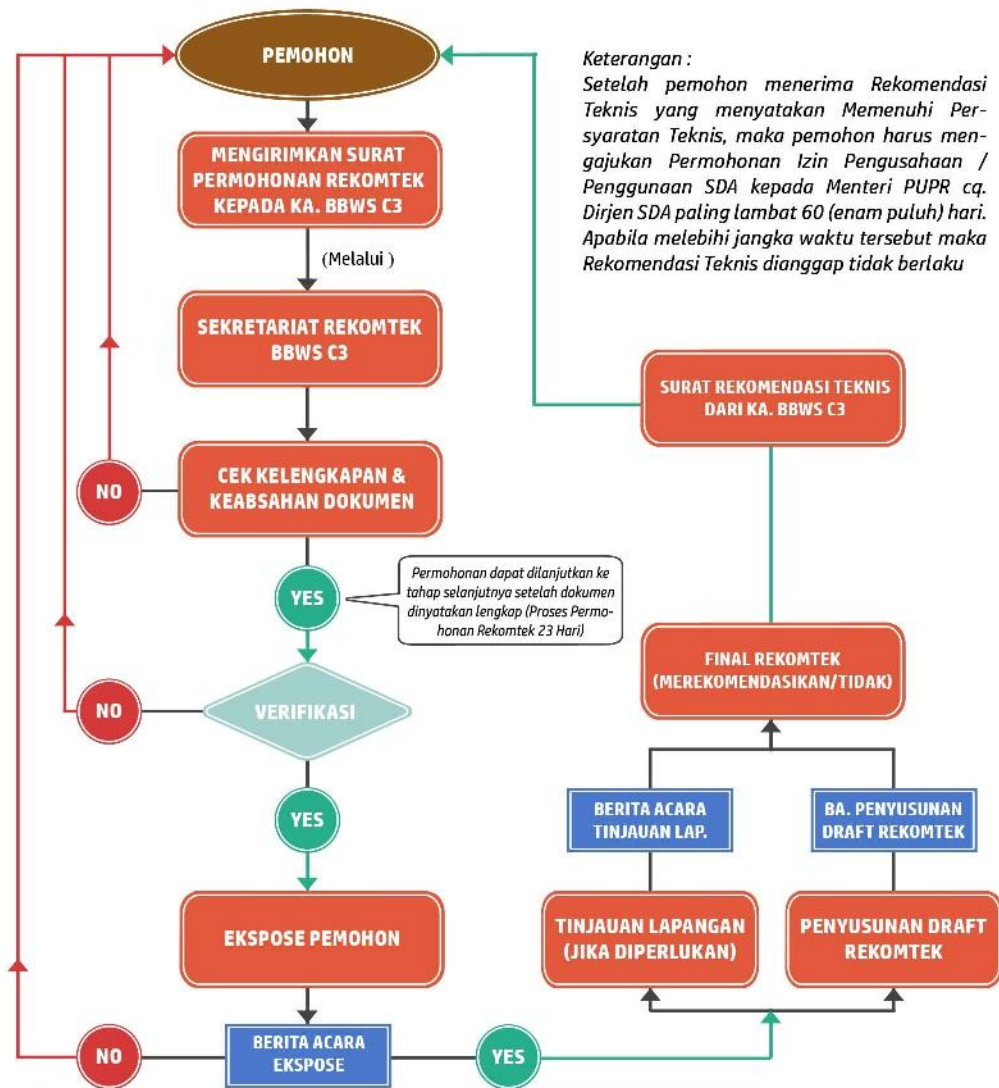 PEMOHON
Keterangan :
Setelah pemohon menerima Rekomendasi
Teknis yang menyatakan Memenuhi Per-
syaratan Teknis, maka pemohon harus men-
gajukan Permohonan Izin Pengusahaan /
Penggunaan SDA kepada Menteri PUPR cq.
Dirjen SDA paling lambat 60 (enam puluh) hari.
Apabila melebihi jangka waktu tersebut maka
Rekomendasi Teknis dianggap tidak berlaku
MENGIRIMKAN SURAT
PERMOHONAN REKOMTEK
KEPADA KA. BBWS C3
(Melalui )
SEKRETARIAT REKOMTEK
BBWS C3
CEK KELENGKAPAN &
KEABSAHAN DOKUMEN
NO
YES
Permohonan dapat dilanjutkan ke
tahap selanjutnya setelah dokumen
dinyatakan lengkap (Proses Permo-
honan Rekomtek 23 Hari)
VERIFIKASI
NO
YES
EKSPOSE PEMOHON
BERITA ACARA
EKSPOSE
NO
YES
TINJAUAN LAPANGAN
(JIKA DIPERLUKAN)
PENYUSUNAN DRAFT
REKOMTEK
BERITA ACARA
TINJAUAN LAP.
BA. PENYUSUNAN
DRAFT REKOMTEK
FINAL REKOMTEK
(MEREKOMENDASIKAN/TIDAK)
SURAT REKOMENDASI TEKNIS
DARI KA. BBWS C3